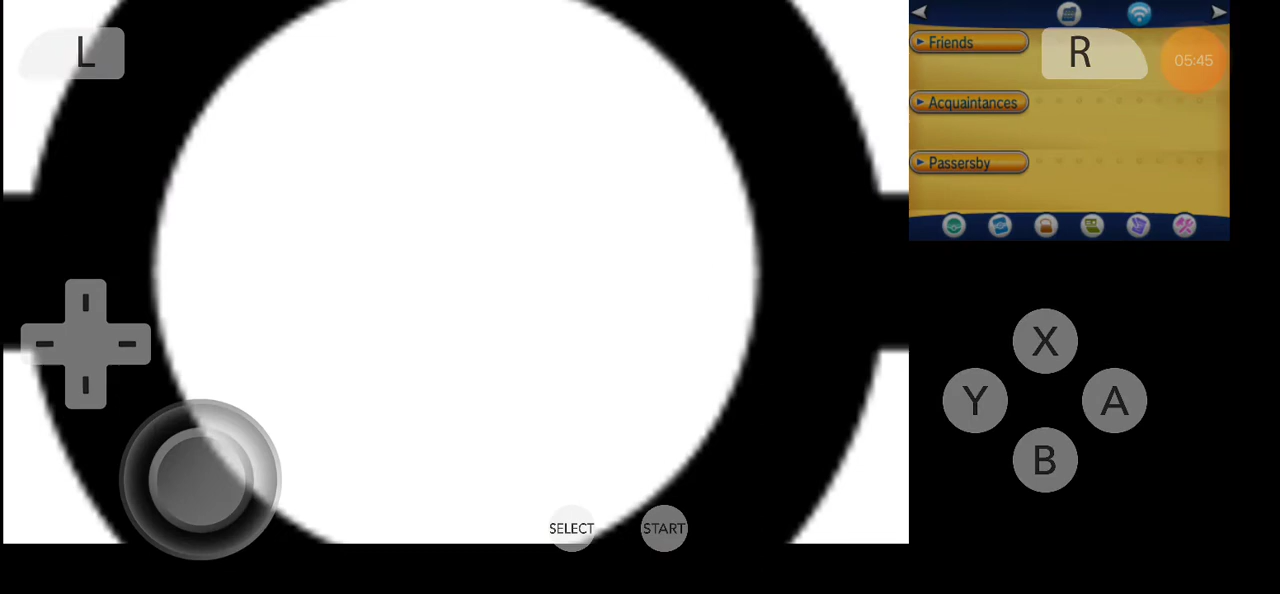 L
Friends
R
05:45
Acquaintances
Passersby
X
Y
A
B
SELECT
START